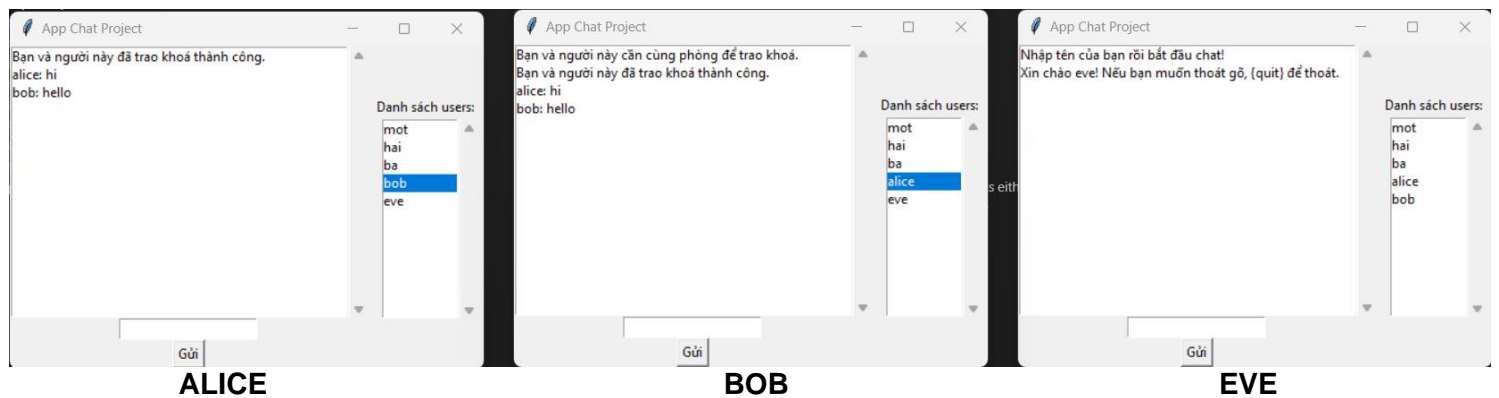 App Chat Project
Bạn và người này đã trao khoá thành công.
alice: hi
bob: hello
Danh sách users:
mot
hai
ba
bob
eve
Gửi
ALICE
App Chat Project
Bạn và người này cần cùng phòng để trao khoá.
Bạn và người này đã trao khoá thành công.
alice: hi
bob: hello
Danh sách users:
mot
hai
ba
alice
eve
Gửi
BOB
s eith
App Chat Project
Nhập tên của bạn rồi bắt đầu chat!
Xin chào eve! Nếu bạn muốn thoát gõ, {quit} để thoát.
Danh sách users:
mot
hai
ba
alice
bob
Gửi
EVE